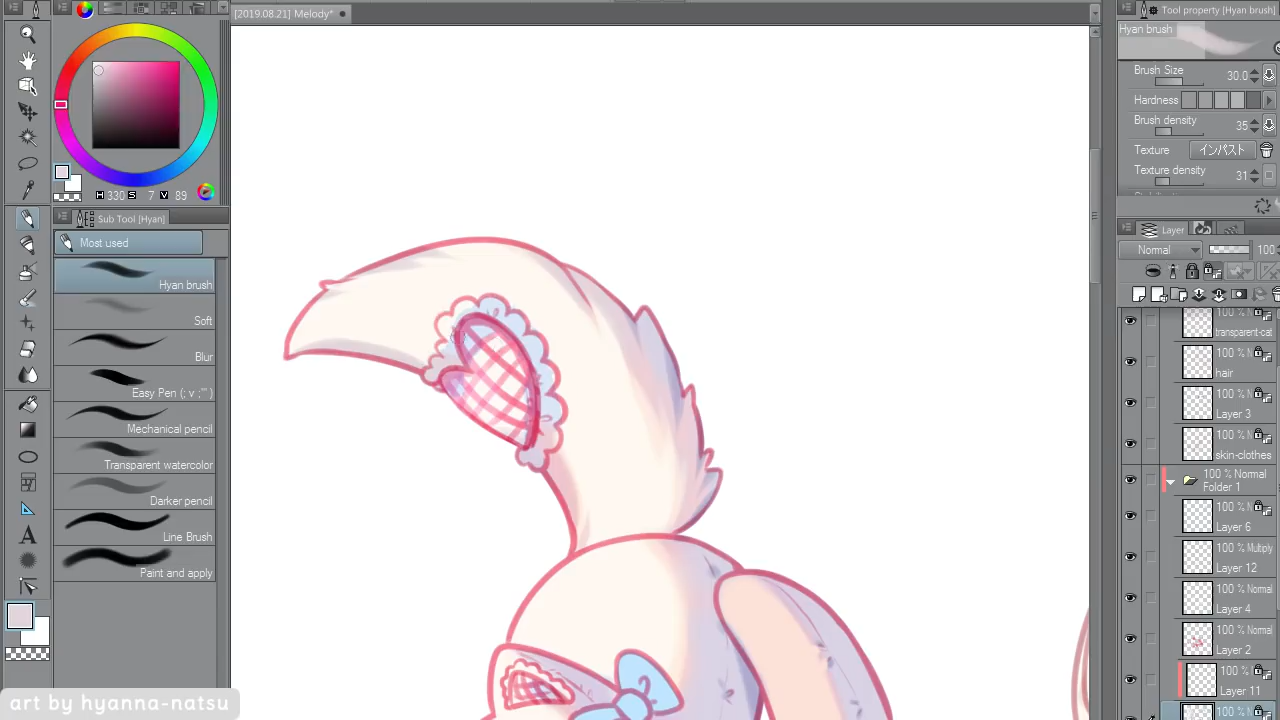 [2019.08.21] Melody*
Tool property [Hyan brush]
Hyan brush
Brush Size 30.0
Hardness
Brush density 35
Texture インパスト
Texture density 31
H 330 S 7 V 89
Sub Tool [Hyan]
Most used
Hyan brush
Soft
Blur
Easy Pen (; v ;"" )
Mechanical pencil
Transparent watercolor
Darker pencil
Line Brush
Paint and apply
Layer
Normal 100
transparent-cat
100 % N
hair
100 % N
Layer 3
100 % N
skin-clothes
100 % Normal
Folder 1
100 % N
Layer 6
100 % Multiply
Layer 12
100 % Normal
Layer 4
100 % Normal
Layer 2
100 %
Layer 11
100 % N
art by hyanna-natsu